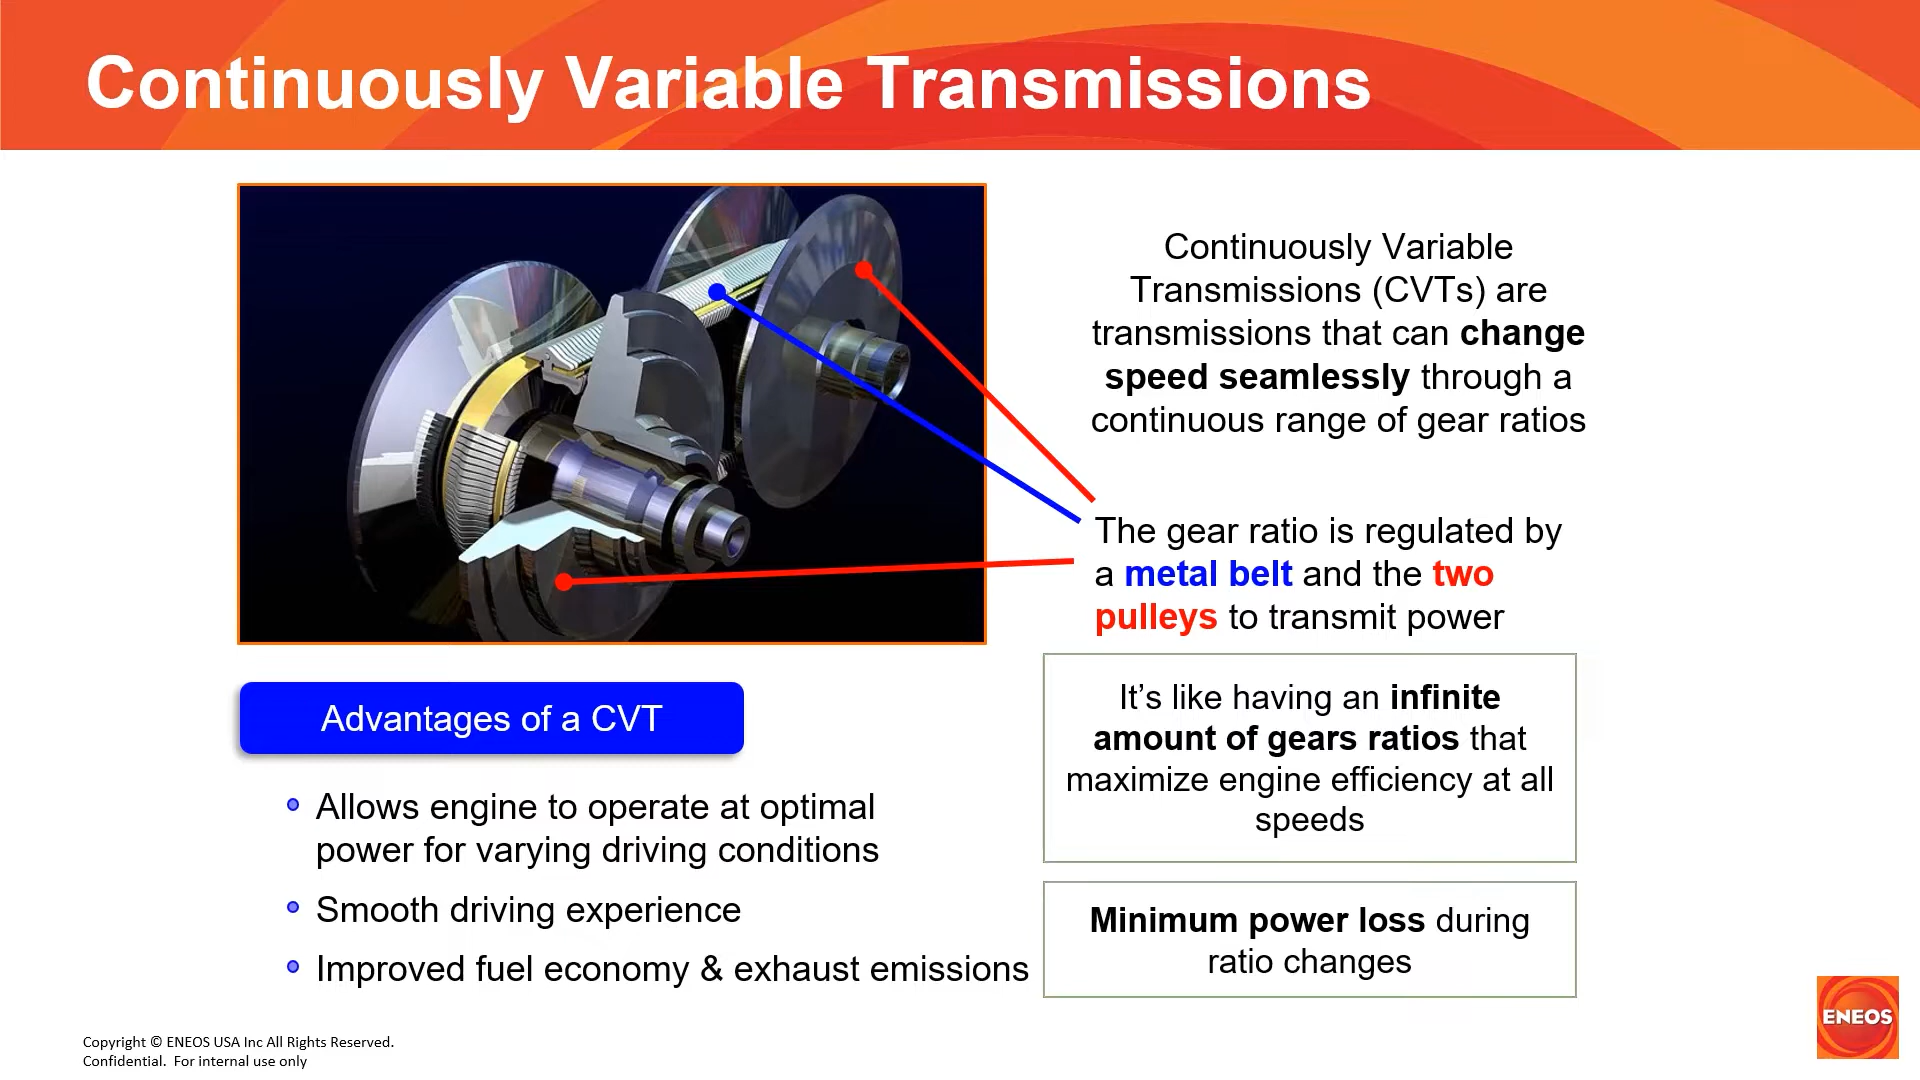 Continuously Variable Transmissions
Continuously Variable
Transmissions (CVTs) are
transmissions that can change
speed seamlessly through a
continuous range of gear ratios
The gear ratio is regulated by
a metal belt and the two
pulleys to transmit power
Advantages of a CVT
Allows engine to operate at optimal
power for varying driving conditions
Smooth driving experience
Improved fuel economy & exhaust emissions
It’s like having an infinite
amount of gears ratios that
maximize engine efficiency at all
speeds
Minimum power loss during
ratio changes
Copyright © ENEOS USA Inc All Rights Reserved.
Confidential.  For internal use only
ENEOS